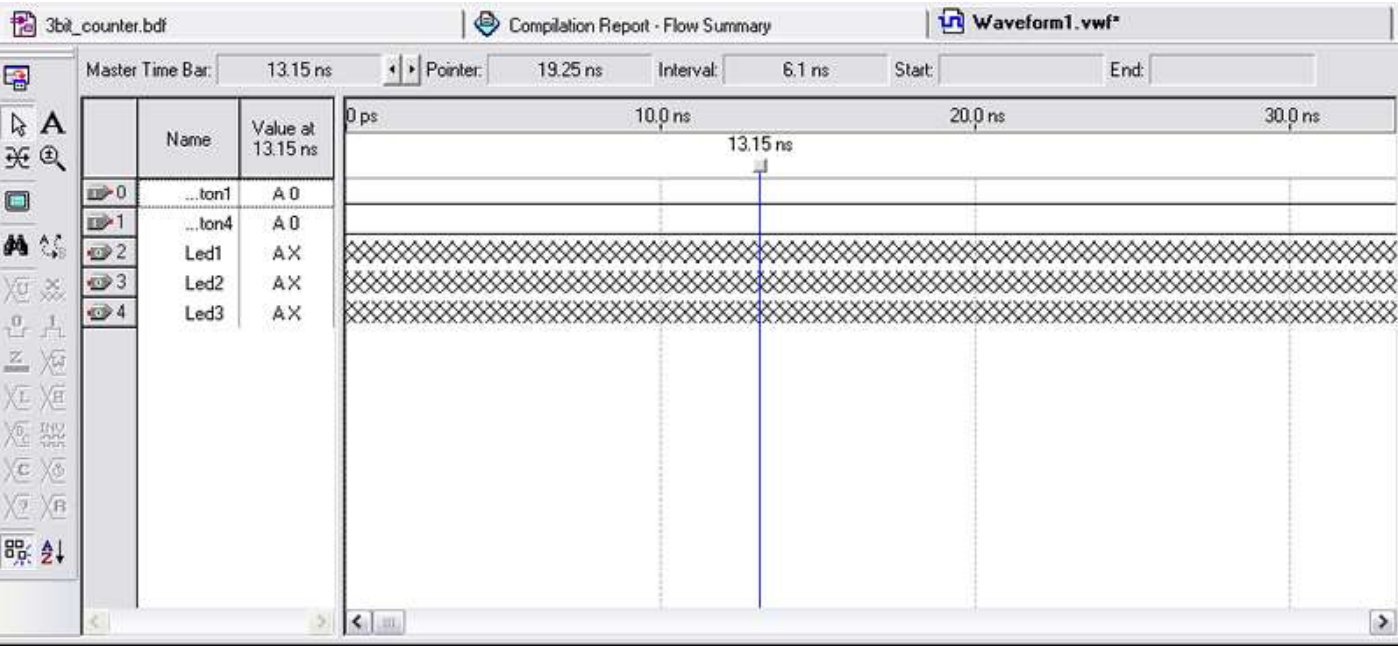 3bit_counter.bdf Compilation Report - Flow Summary Waveform1.vwf*
Master Time Bar: 13.15 ns Pointer: 19.25 ns Interval: 6.1 ns Start: End:
Name Value at 13.15 ns
0 ps 10.0 ns 20.0 ns 30.0 ns
13.15 ns
0 ...ton1 A 0
1 ...ton4 A 0
2 Led1 A X
3 Led2 A X
4 Led3 A X